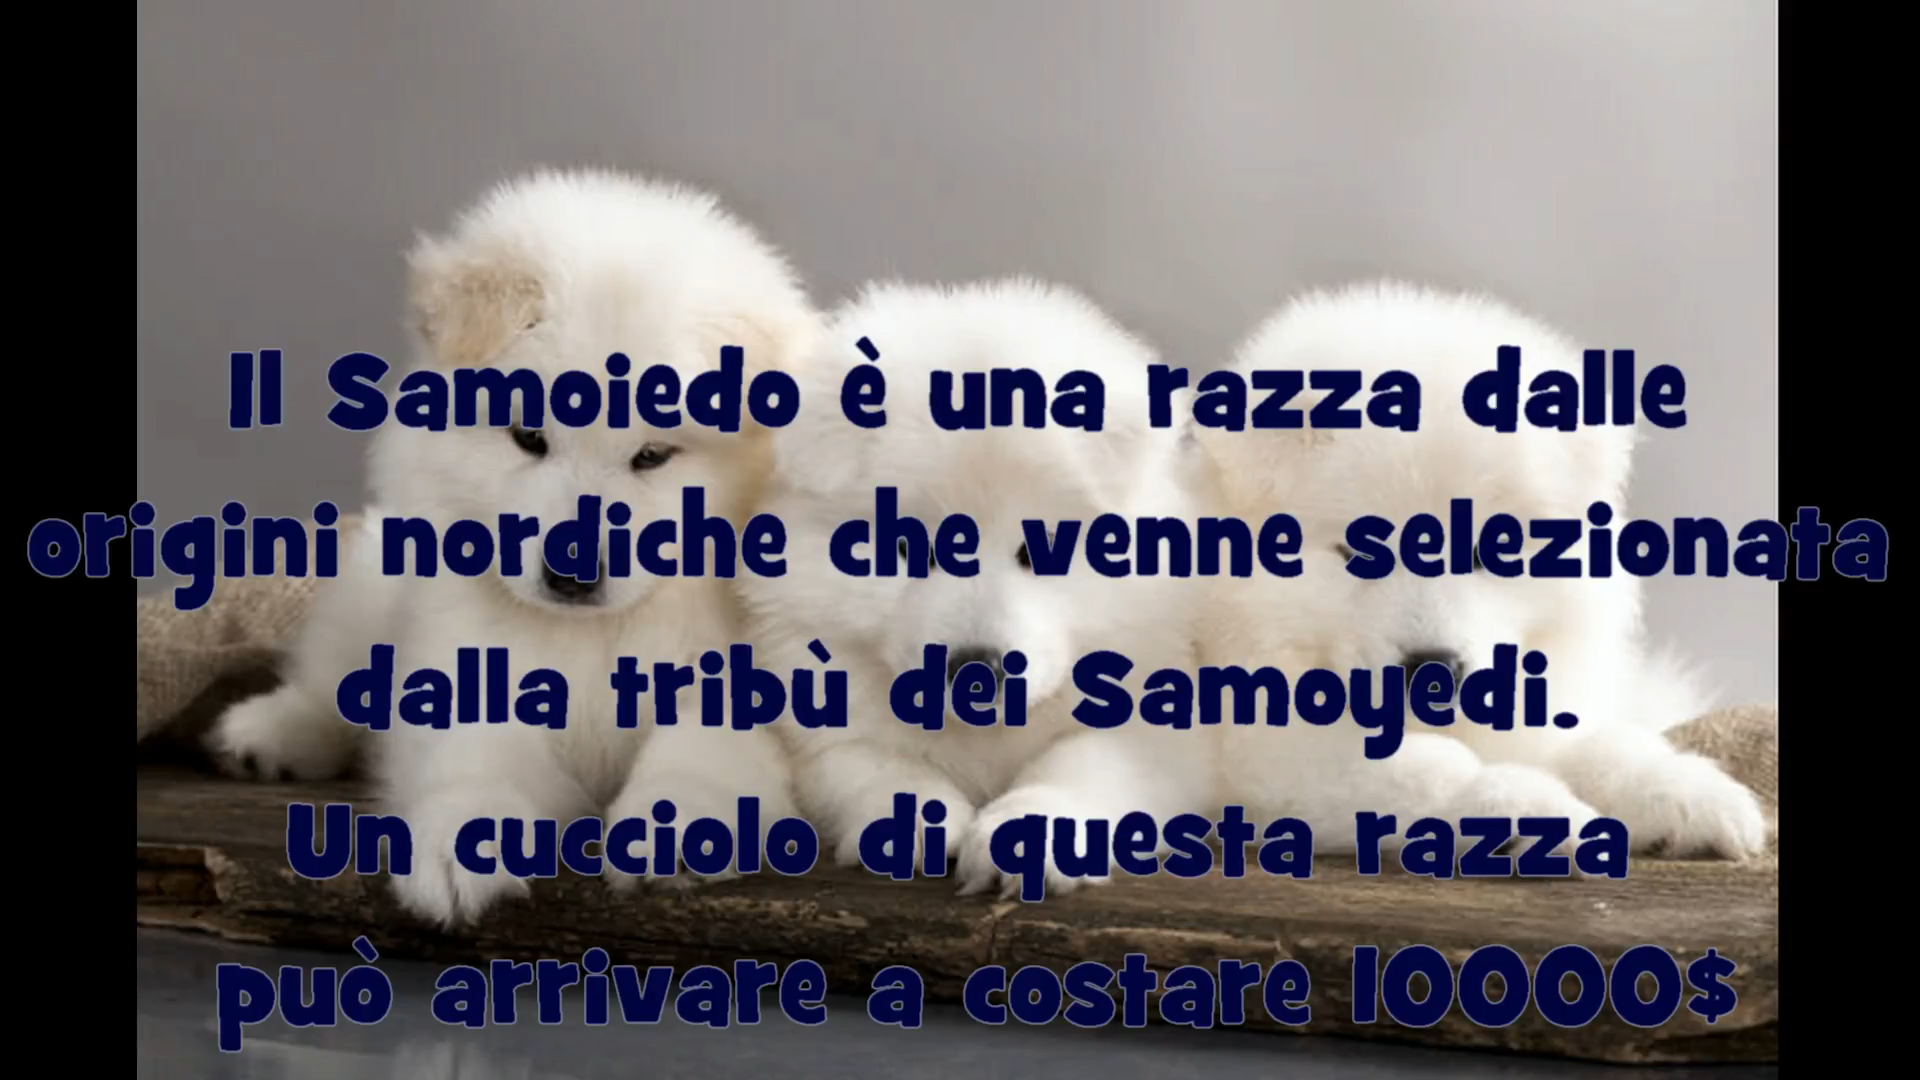 Il Samoiedo è una razza dalle
origini nordiche che venne selezionata
dalla tribù dei Samoyedi.
Un cucciolo di questa razza
può arrivare a costare 10000$